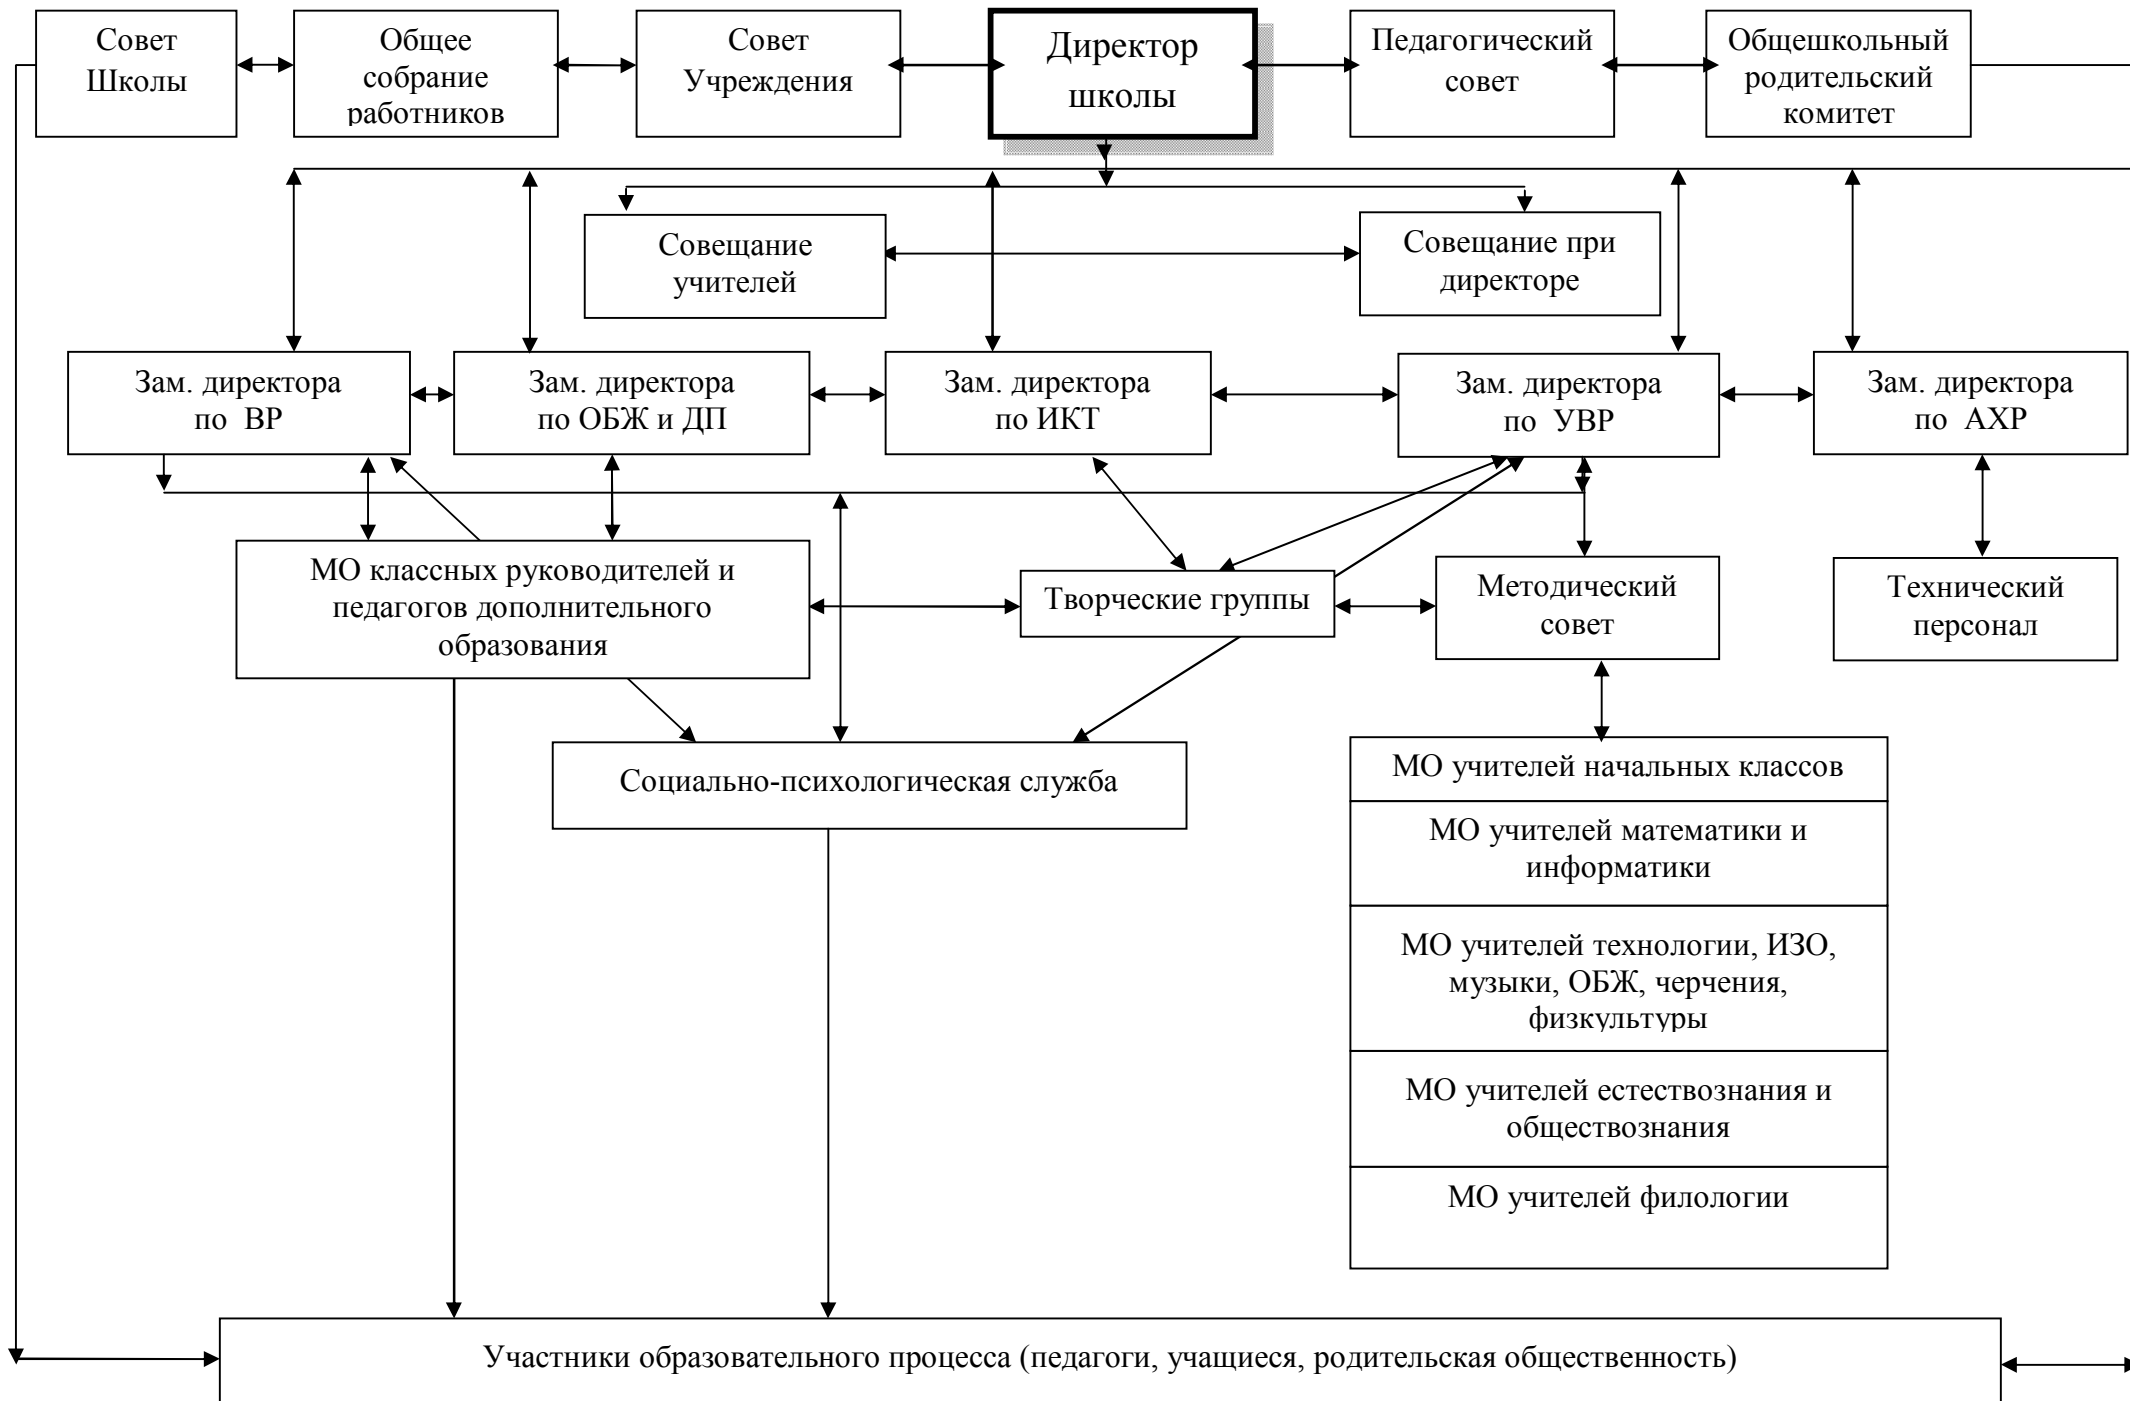 Совет
Школы
Общее
собрание
работников
Совет
Учреждения
Директор
школы
Педагогический
совет
Общешкольный
родительский
комитет
Совещание
учителей
Совещание при
директоре
Зам. директора
по ВР
Зам. директора
по ОБЖ и ДП
Зам. директора
по ИКТ
Зам. директора
по УВР
Зам. директора
по АХР
МО классных руководителей и
педагогов дополнительного
образования
Творческие группы
Методический
совет
Технический
персонал
Социально-психологическая служба
МО учителей начальных классов
МО учителей математики и
информатики
МО учителей технологии, ИЗО,
музыки, ОБЖ, черчения,
физкультуры
МО учителей естествознания и
обществознания
МО учителей филологии
Участники образовательного процесса (педагоги, учащиеся, родительская общественность)